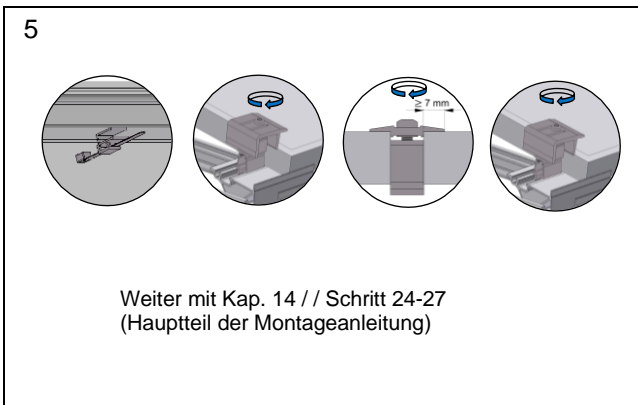 5
≥ 7 mm
Weiter mit Kap. 14 / / Schritt 24-27
(Hauptteil der Montageanleitung)